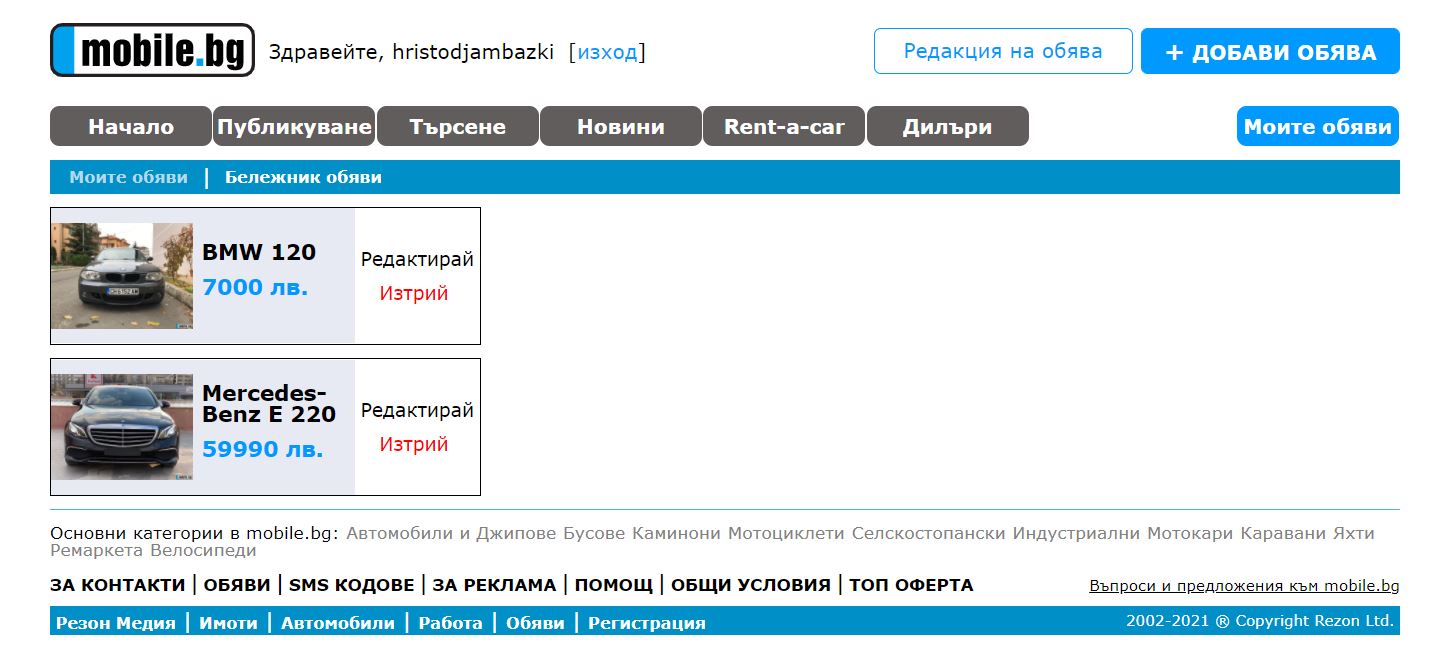 mobile.bg
Здравейте, hristodjambazki [изход]
Редакция на обява
+ ДОБАВИ ОБЯВА
Начало
Публикуване
Търсене
Новини
Rent-a-car
Дилъри
Моите обяви
Моите обяви | Бележник обяви
BMW 120
7000 лв.
Редактирай
Изтрий
Mercedes-
Benz E 220
59990 лв.
Редактирай
Изтрий
Основни категории в mobile.bg: Автомобили и Джипове Бусове Каминони Мотоциклети Селскостопански Индустриални Мотокари Каравани Яхти
Ремаркета Велосипеди
ЗА КОНТАКТИ | ОБЯВИ | SMS КОДОВЕ | ЗА РЕКЛАМА | ПОМОЩ | ОБЩИ УСЛОВИЯ | ТОП ОФЕРТА
Въпроси и предложения към mobile.bg
Резон Медия | Имоти | Автомобили | Работа | Обяви | Регистрация
2002-2021 ® Copyright Rezon Ltd.